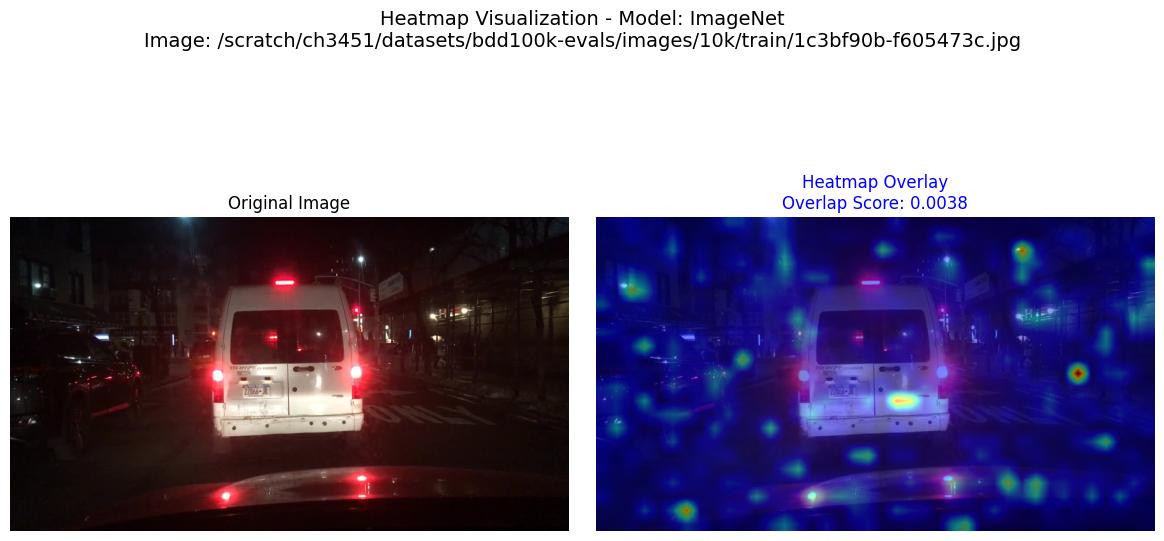 Heatmap Visualization - Model: ImageNet
Image: /scratch/ch3451/datasets/bdd100k-evals/images/10k/train/1c3bf90b-f605473c.jpg
Original Image
Heatmap Overlay
Overlap Score: 0.0038